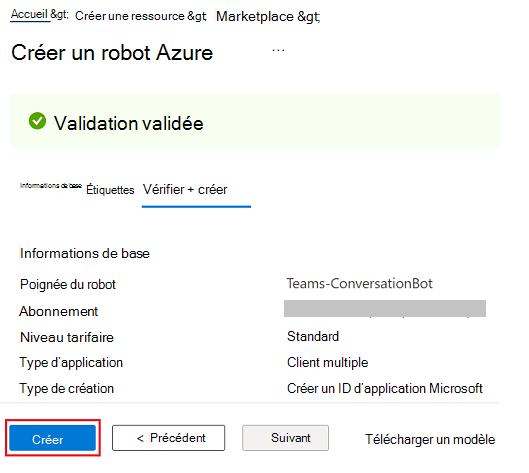 Accueil &gt; Créer une ressource &gt; Marketplace &gt;
Créer un robot Azure ...
Validation validée
Informations de base Étiquettes Vérifier + créer
Informations de base
Poignée du robot Teams-ConversationBot
Abonnement
Niveau tarifaire Standard
Type d'application Client multiple
Type de création Créer un ID d'application Microsoft
Créer < Précédent Suivant Télécharger un modèle